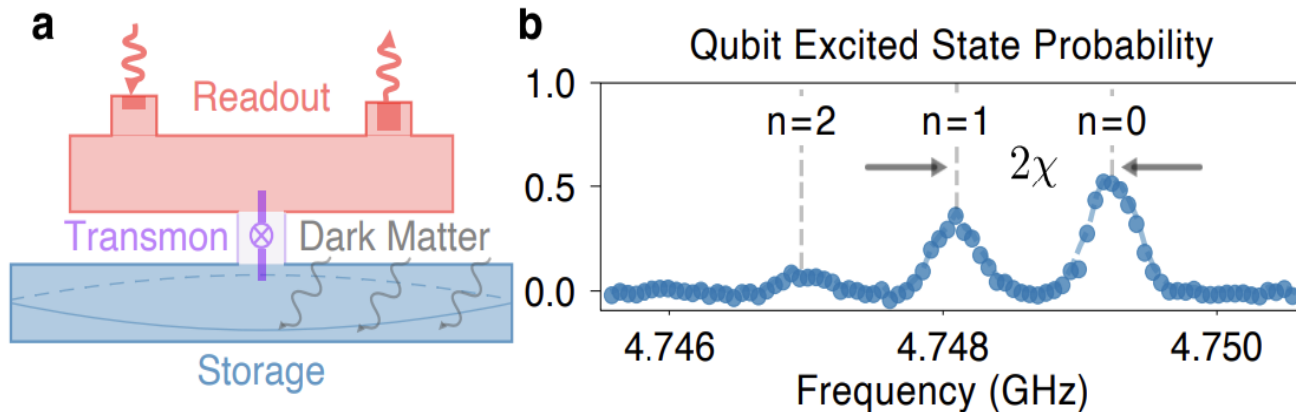 a
Readout
Transmon
Dark Matter
Storage
b
Qubit Excited State Probability
1.0
n=2
n=1
n=0
2χ
0.5
0.0
4.746
4.748
4.750
Frequency (GHz)